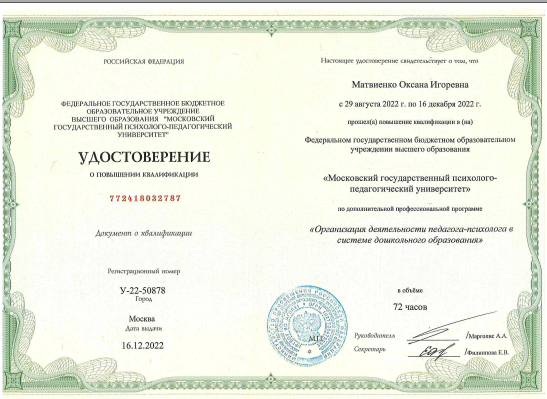 РОССИЙСКАЯ ФЕДЕРАЦИЯ
ФЕДЕРАЛЬНОЕ ГОСУДАРСТВЕННОЕ БЮДЖЕТНОЕ
ОБРАЗОВАТЕЛЬНОЕ УЧРЕЖДЕНИЕ
ВЫСШЕГО ОБРАЗОВАНИЯ "МОСКОВСКИЙ
ГОСУДАРСТВЕННЫЙ ПСИХОЛОГО-ПЕДАГОГИЧЕСКИЙ
УНИВЕРСИТЕТ"
УДОСТОВЕРЕНИЕ
О ПОВЫШЕНИИ КВАЛИФИКАЦИИ
772418032787
Документ о квалификации
Регистрационный номер
У-22-50878
Город
Москва
Дата выдачи
16.12.2022
Настоящее удостоверение свидетельствует о том, что
Матвиенко Оксана Игоревна
с 29 августа 2022 г. по 16 декабря 2022 г.
прошел(а) повышение квалификации в (на)
Федеральном государственном бюджетном образовательном
учреждении высшего образования
«Московский государственный психолого-
педагогический университет»
по дополнительной профессиональной программе
«Организация деятельности педагога-психолога в
системе дошкольного образования»
в объёме
72 часов
Руководитель /Марголис А.А.
М.П.
Секретарь /Филиппова Е.В.